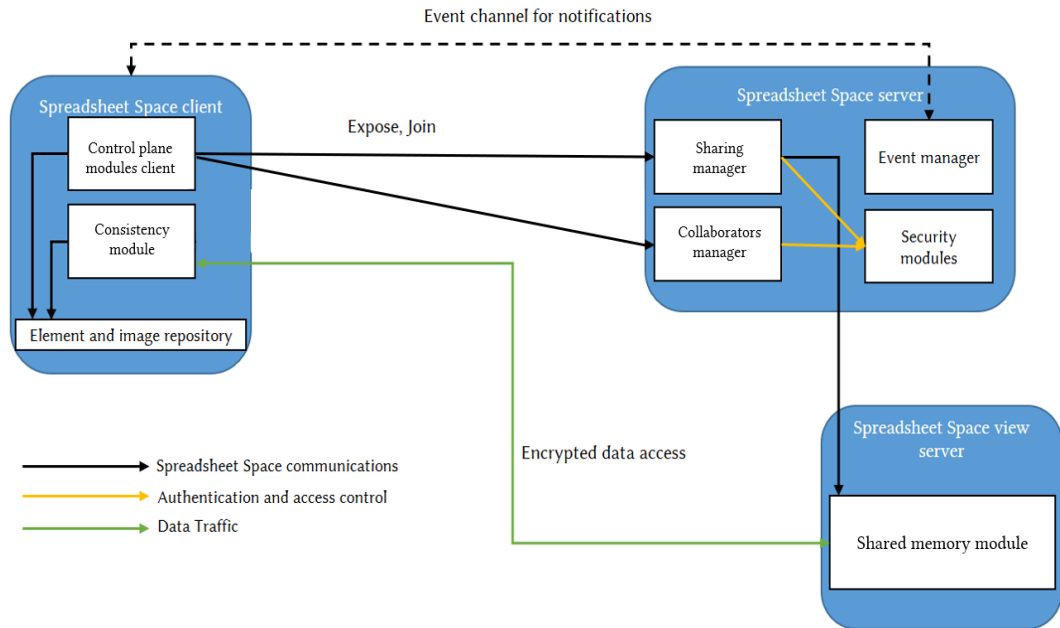 Event channel for notifications
Spreadsheet Space client
Control plane
modules client
Consistency
module
Element and image repository
Expose, Join
Spreadsheet Space server
Sharing
manager
Event manager
Collaborators
manager
Security
modules
Encrypted data access
Spreadsheet Space view
server
Shared memory module
Spreadsheet Space communications
Authentication and access control
Data Traffic